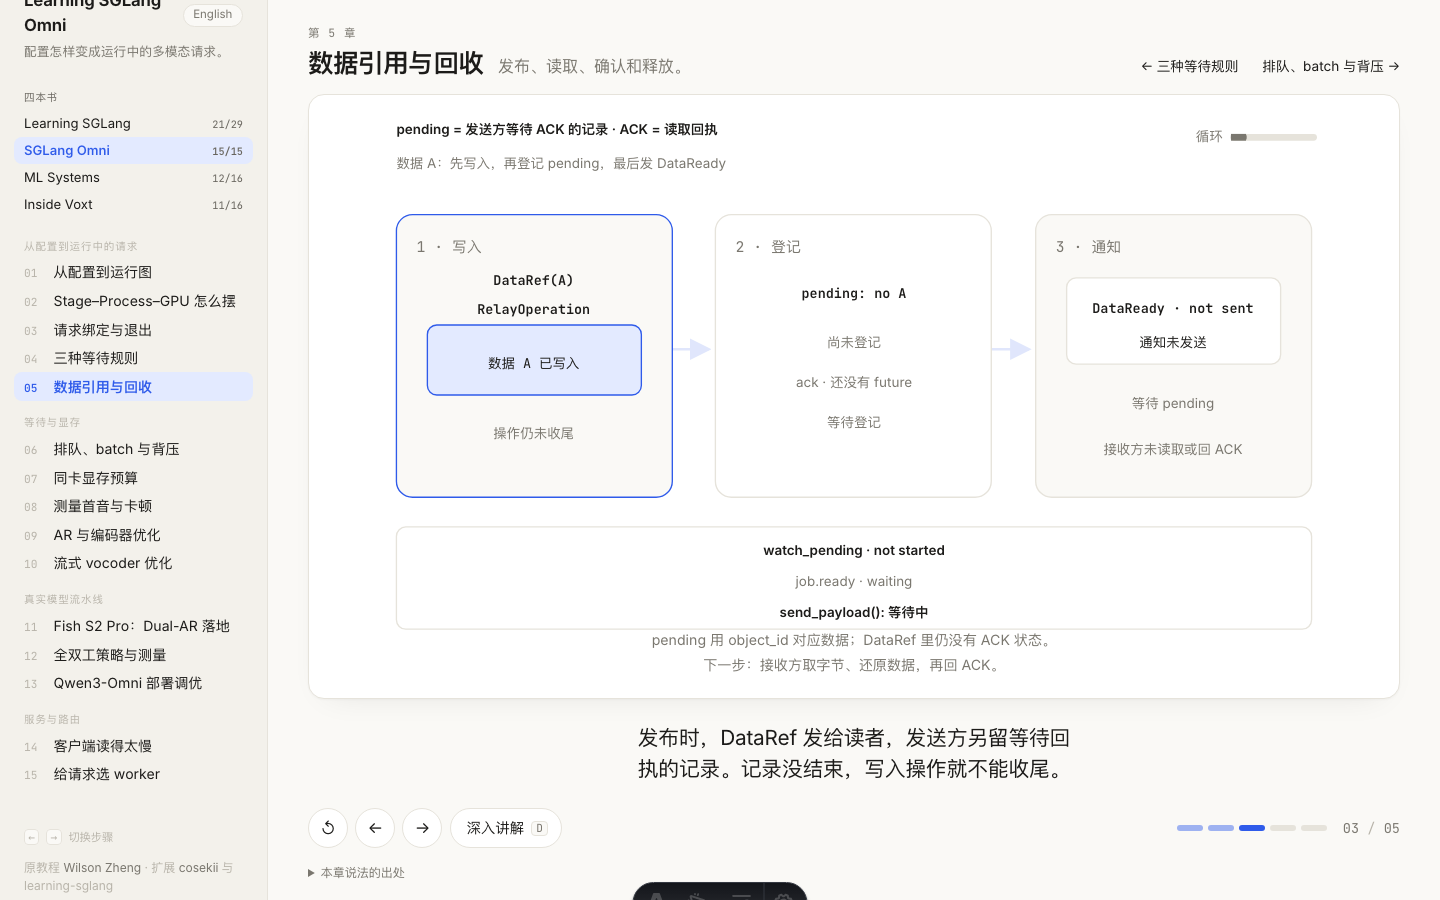 Learning SGLang
Omni
English
配置怎样变成运行中的多模态请求。
四本书
Learning SGLang 21/29
SGLang Omni 15/15
ML Systems 12/16
Inside Voxt 11/16
从配置到运行中的请求
01 从配置到运行图
02 Stage–Process–GPU 怎么摆
03 请求绑定与退出
04 三种等待规则
05 数据引用与回收
等待与显存
06 排队、batch 与背压
07 同卡显存预算
08 测量首音与卡顿
09 AR 与编码器优化
10 流式 vocoder 优化
真实模型流水线
11 Fish S2 Pro：Dual-AR 落地
12 全双工策略与测量
13 Qwen3-Omni 部署调优
服务与路由
14 客户端读得太慢
15 给请求选 worker
← → 切换步骤
原教程 Wilson Zheng · 扩展 cosekii 与
learning-sglang
第 5 章
数据引用与回收 发布、读取、确认和释放。
← 三种等待规则 排队、batch 与背压 →
pending = 发送方等待 ACK 的记录 · ACK = 读取回执
循环
数据 A：先写入，再登记 pending，最后发 DataReady
1 · 写入
DataRef(A)
RelayOperation
数据 A 已写入
操作仍未收尾
2 · 登记
pending: no A
尚未登记
ack · 还没有 future
等待登记
3 · 通知
DataReady · not sent
通知未发送
等待 pending
接收方未读取或回 ACK
watch_pending · not started
job.ready · waiting
send_payload(): 等待中
pending 用 object_id 对应数据；DataRef 里仍没有 ACK 状态。
下一步：接收方取字节、还原数据，再回 ACK。
发布时，DataRef 发给读者，发送方另留等待回
执的记录。记录没结束，写入操作就不能收尾。
← → 深入讲解 D
03 / 05
▶ 本章说法的出处